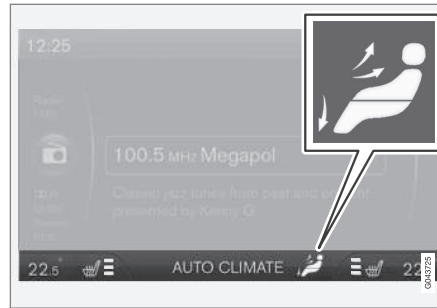 12:25
Radio
100.5 MHz Megapol
Classic jazz tunes from past and present
presented by Kenny G
22.5° AUTO CLIMATE 22
G043725